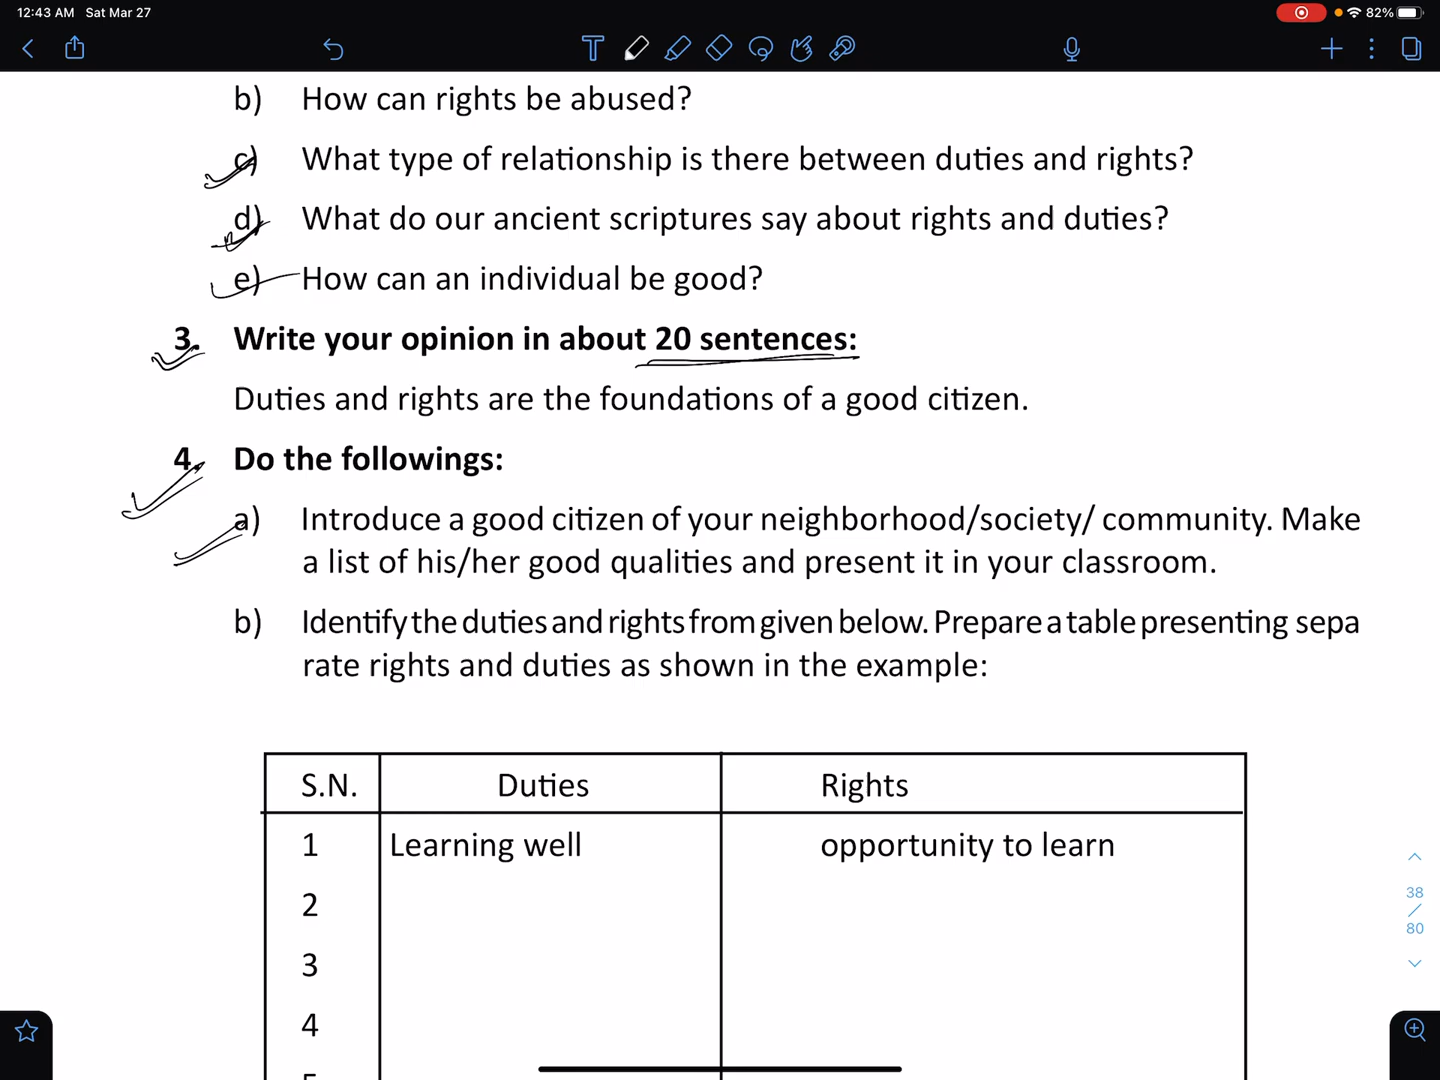 12:43 AM Sat Mar 27
82%
b) How can rights be abused?
c) What type of relationship is there between duties and rights?
d) What do our ancient scriptures say about rights and duties?
e) How can an individual be good?
3. Write your opinion in about 20 sentences:
Duties and rights are the foundations of a good citizen.
4. Do the followings:
a) Introduce a good citizen of your neighborhood/society/ community. Make
a list of his/her good qualities and present it in your classroom.
b) Identify the duties and rights from given below. Prepare a table presenting sepa
rate rights and duties as shown in the example:
S.N. Duties Rights
1 Learning well opportunity to learn
2
3
4
38
/
80